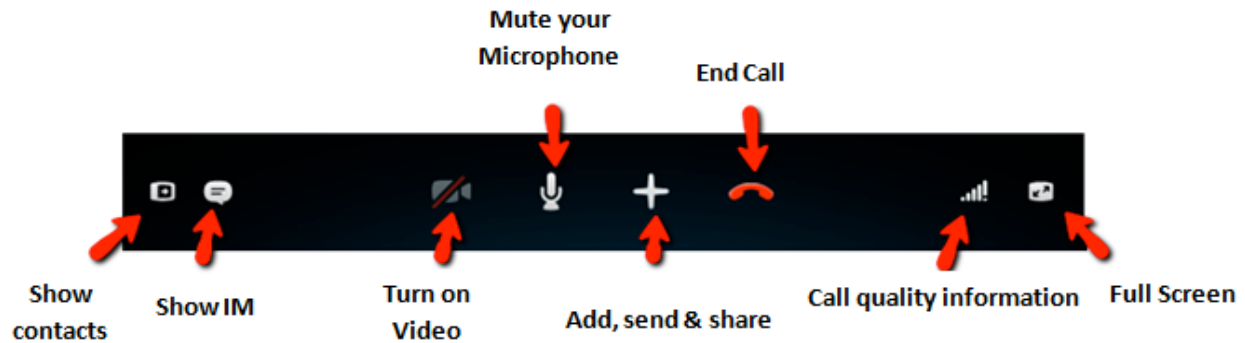 Mute your
Microphone
End Call
Show
contacts
Show IM
Turn on
Video
Add, send & share
Call quality information
Full Screen